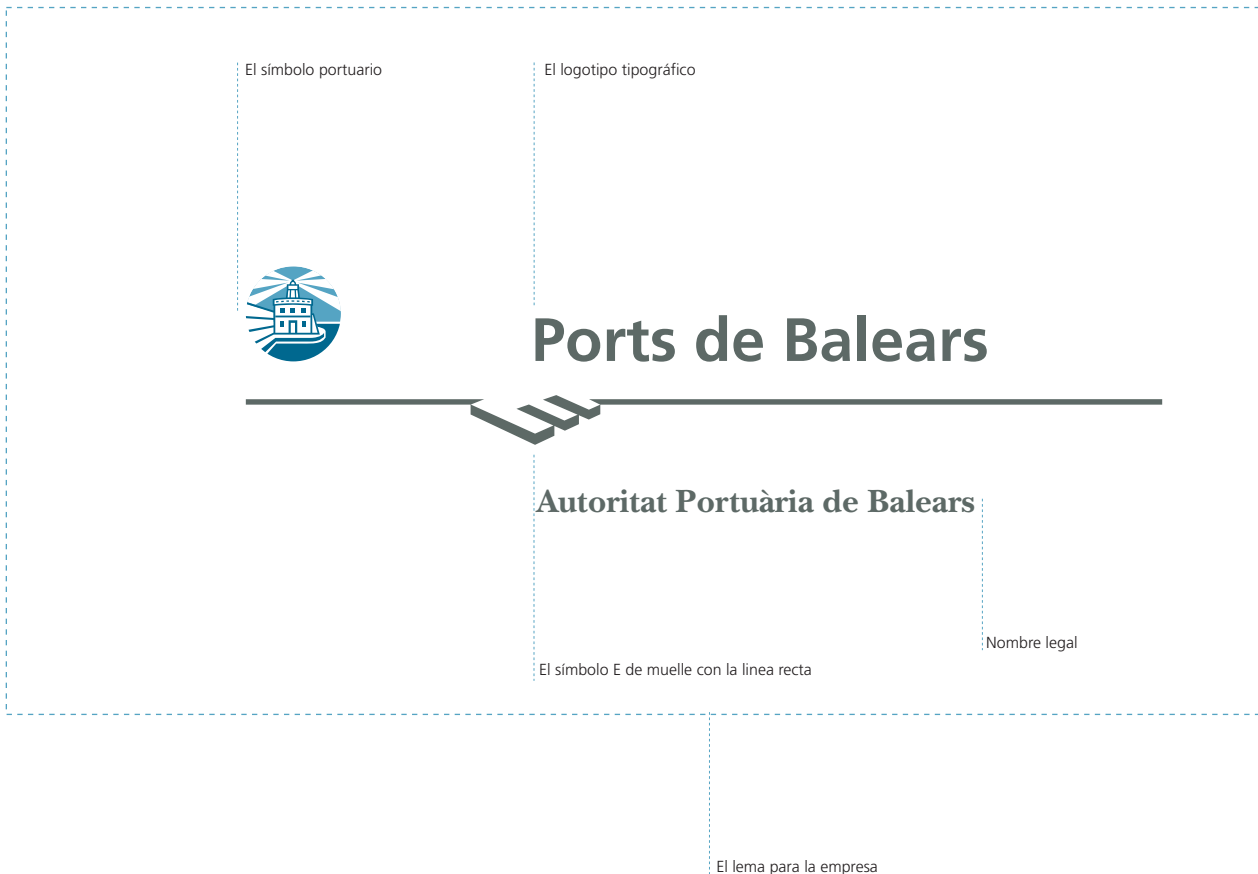 El símbolo portuario
El logotipo tipográfico
Ports de Balears
Autoritat Portuària de Balears
Nombre legal
El símbolo E de muelle con la linea recta
El lema para la empresa